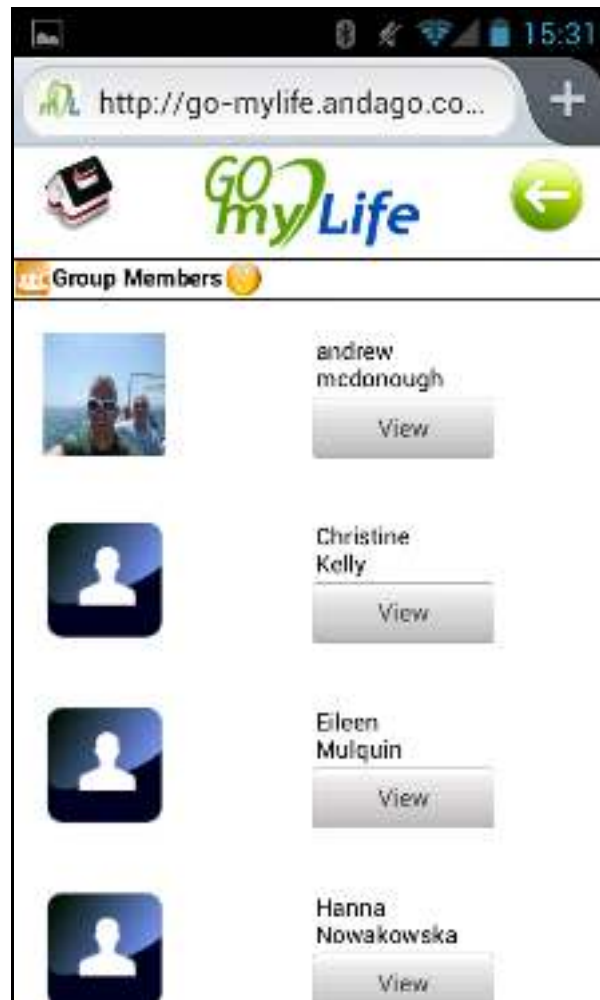 15:31
http://go-mylife.andago.co...
GO
my Life
Group Members
andrew
mcdonough
View
Christine
Kelly
View
Eileen
Mulquin
View
Hanna
Nowakowska
View